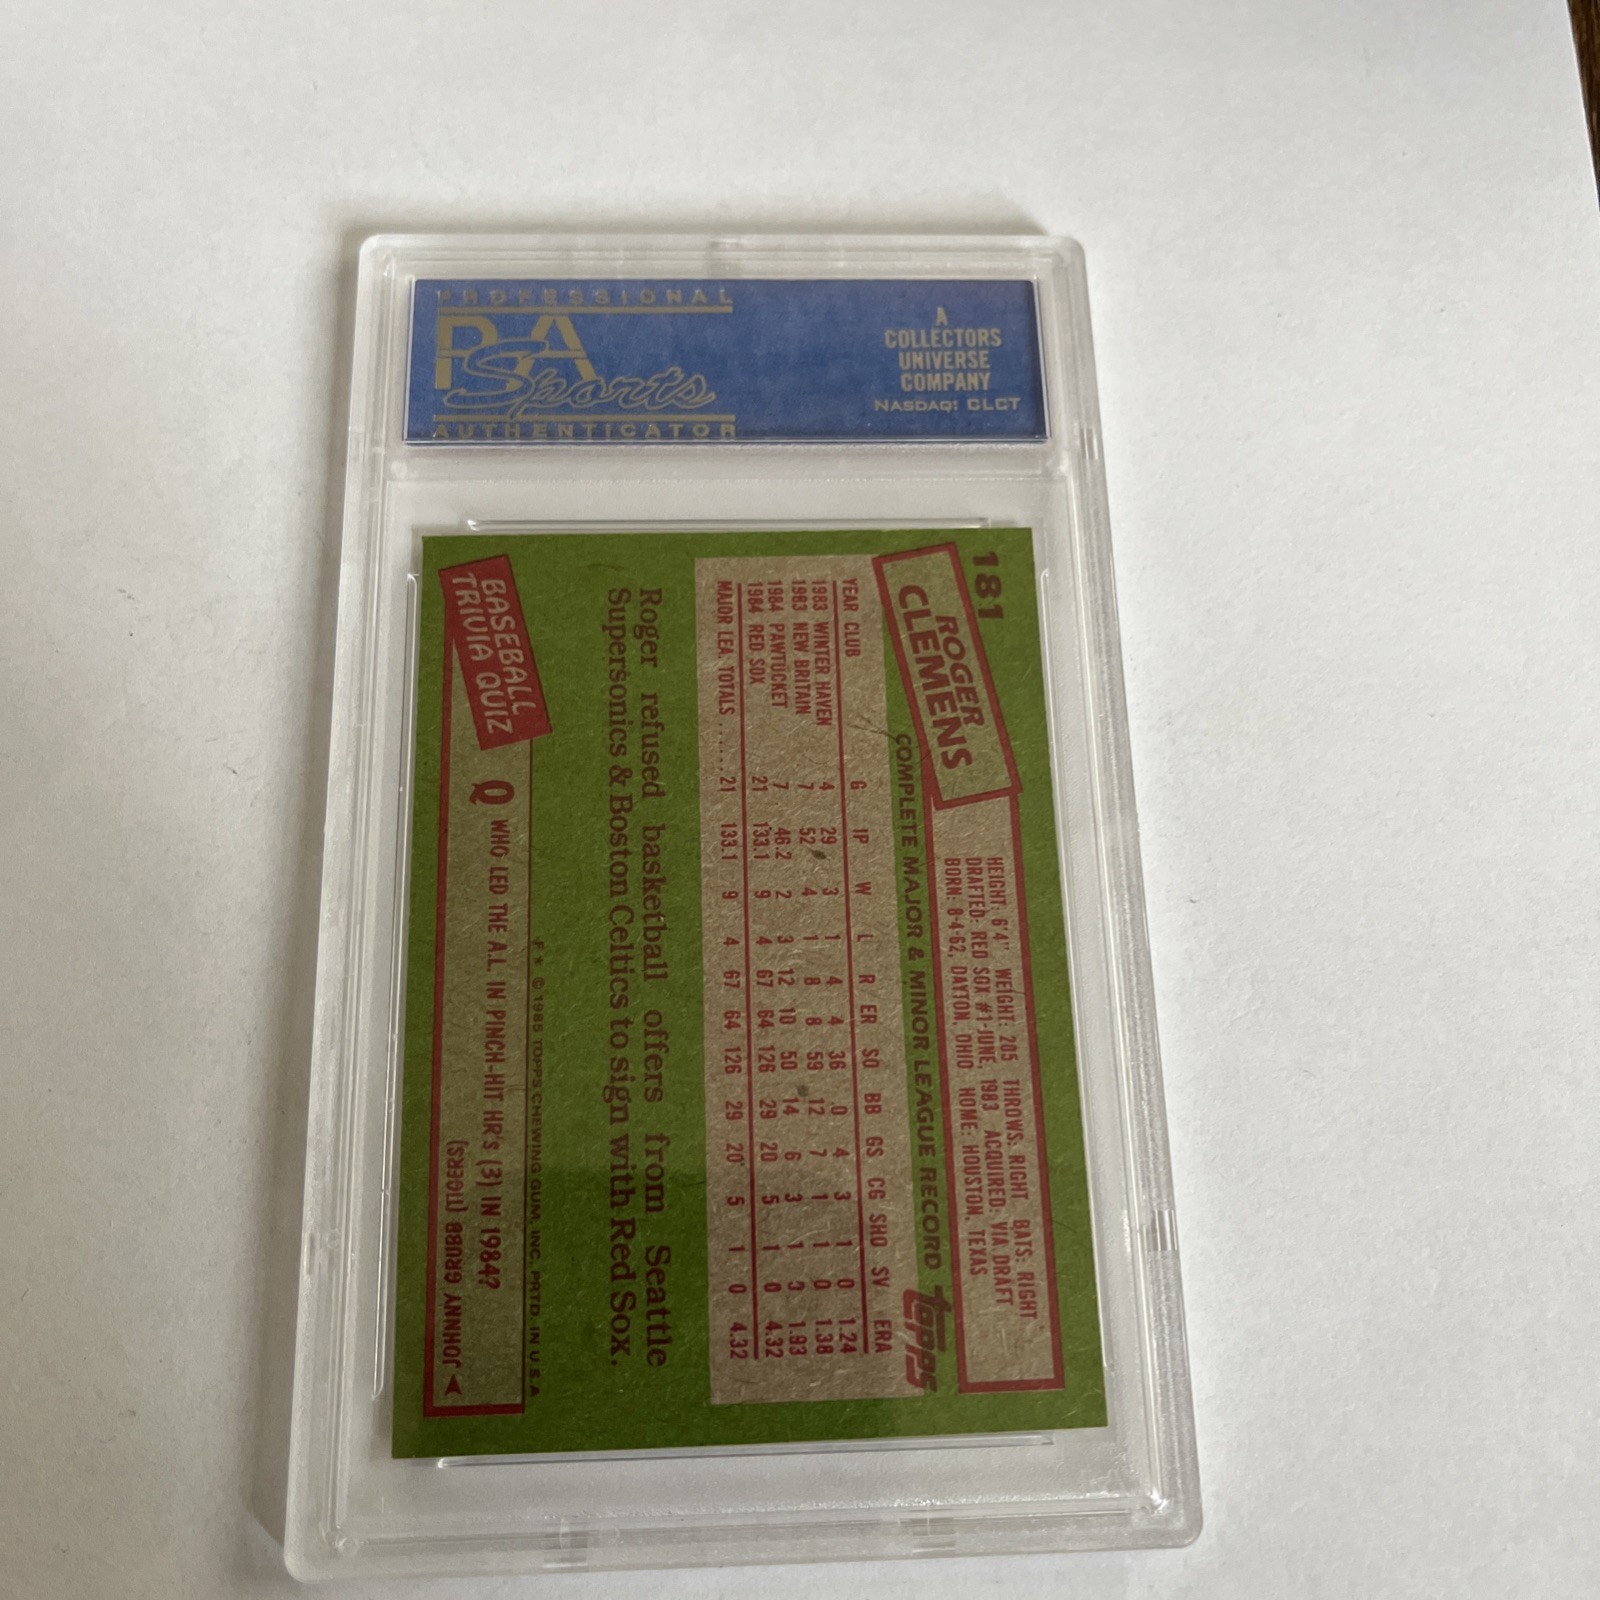 PROFESSIONAL
PSA
Sports
AUTHENTICATOR
A
COLLECTORS
UNIVERSE
COMPANY
NASDAQ: CLCT
181
ROGER
CLEMENS
HEIGHT: 6'4" WEIGHT: 205 THROWS: RIGHT BATS: RIGHT
DRAFTED: RED SOX #1-JUNE, 1983 ACQUIRED: VIA DRAFT
BORN: 8-4-62, DAYTON, OHIO HOME: HOUSTON, TEXAS
COMPLETE MAJOR & MINOR LEAGUE RECORD
topps
YEAR CLUB G IP W L R ER SO BB GS CG SHO SV ERA
1983 WINTER HAVEN 4 29 3 1 4 4 36 0 4 3 1 0 1.24
1983 NEW BRITAIN 7 52 4 1 8 8 59 12 7 1 1 0 1.38
1984 PAWTUCKET 7 46.2 2 3 12 10 50 14 6 3 1 3 1.93
1984 RED SOX 21 133.1 9 4 67 64 126 29 20 5 1 0 4.32
MAJOR LEA. TOTALS ...... 21 133.1 9 4 67 64 126 29 20 5 1 0 4.32
Roger refused basketball offers from Seattle
Supersonics & Boston Celtics to sign with Red Sox.
F* © 1985 TOPPS CHEWING GUM, INC. PRTD. IN U.S.A.
BASEBALL
TRIVIA QUIZ
Q WHO LED THE A.L. IN PINCH-HIT HR's (3) IN 1984?
JOHNNY GRUBB (TIGERS)